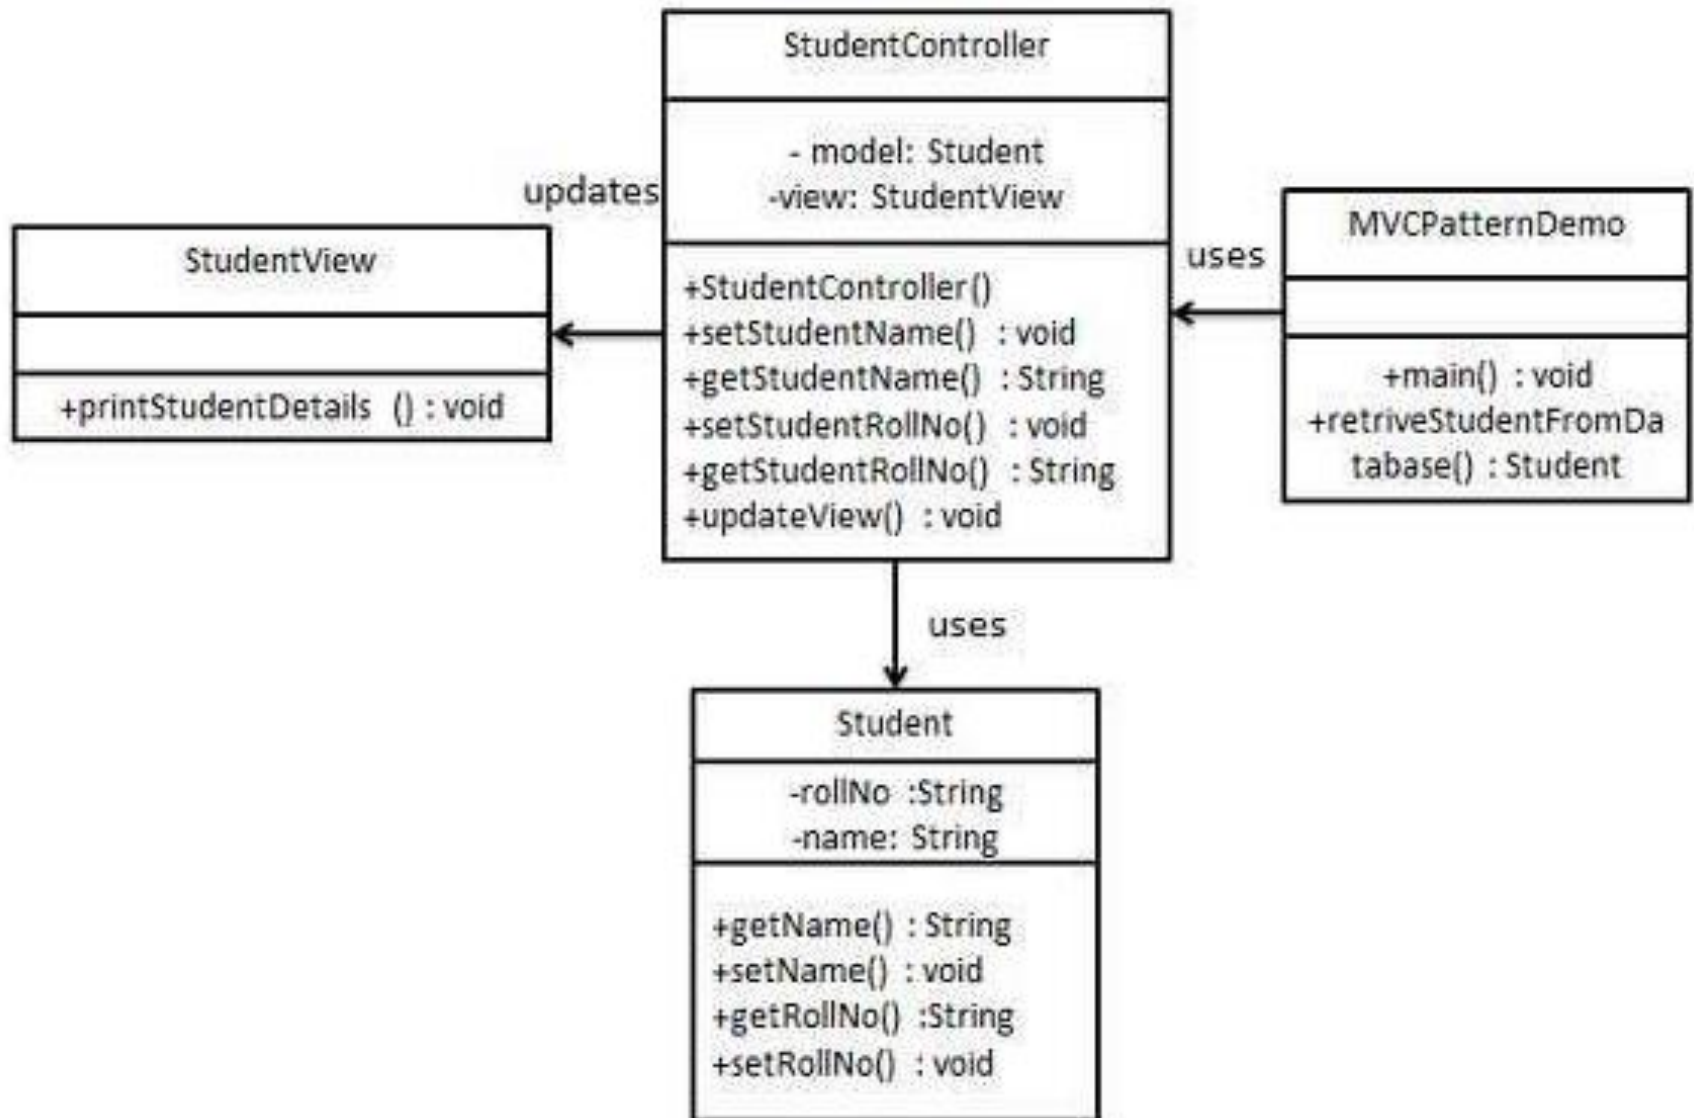 StudentController
- model: Student
-view: StudentView
+StudentController()
+setStudentName() : void
+getStudentName() : String
+setStudentRollNo() : void
+getStudentRollNo() : String
+updateView() : void
updates
StudentView
+printStudentDetails () : void
uses
MVCPatternDemo
+main() : void
+retriveStudentFromDa
tabase() : Student
uses
Student
-rollNo :String
-name: String
+getName() : String
+setName() : void
+getRollNo() :String
+setRollNo() : void